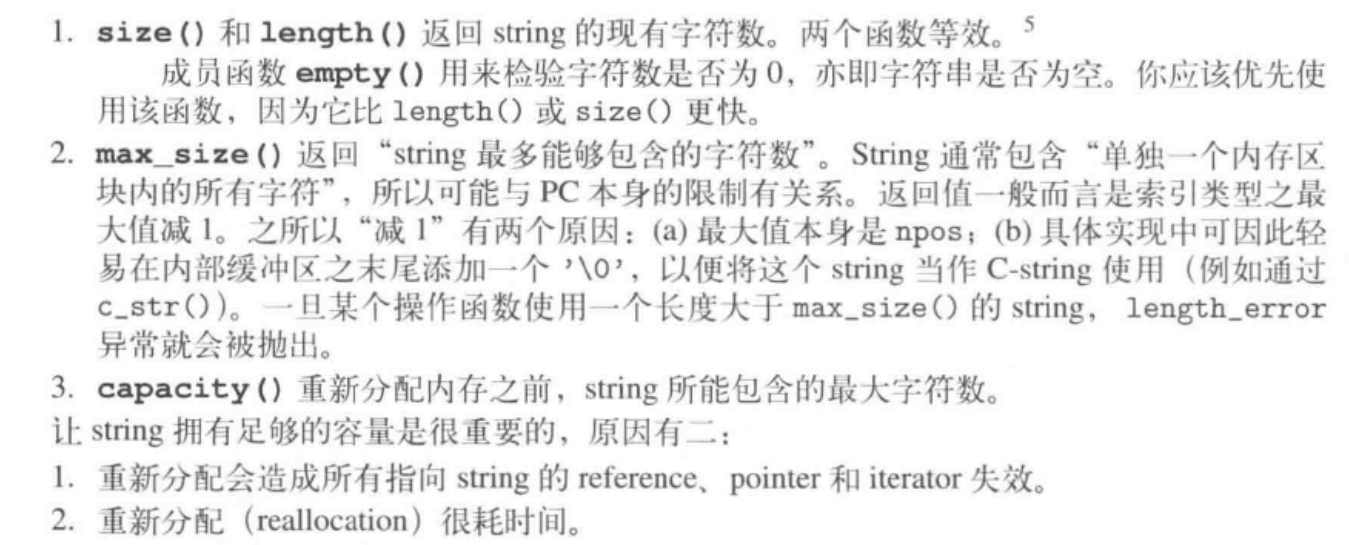 1. size() 和 length() 返回 string 的现有字符数。两个函数等效。5
成员函数 empty() 用来检验字符数是否为 0，亦即字符串是否为空。你应该优先使
用该函数，因为它比 length() 或 size() 更快。
2. max_size() 返回“string 最多能够包含的字符数”。String 通常包含“单独一个内存区
块内的所有字符”，所以可能与 PC 本身的限制有关系。返回值一般而言是索引类型之最
大值减 1。之所以“减 1”有两个原因：(a) 最大值本身是 npos；(b) 具体实现中可因此轻
易在内部缓冲区之末尾添加一个 '\0'，以便将这个 string 当作 C-string 使用（例如通过
c_str()）。一旦某个操作函数使用一个长度大于 max_size() 的 string， length_error
异常就会被抛出。
3. capacity() 重新分配内存之前，string 所能包含的最大字符数。
让 string 拥有足够的容量是很重要的，原因有二：
1. 重新分配会造成所有指向 string 的 reference、pointer 和 iterator 失效。
2. 重新分配（reallocation）很耗时间。